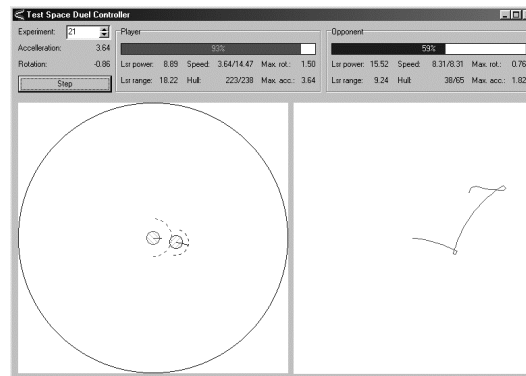 Test Space Duel Controller
Experiment: 21 Player Opponent
Accelleration: 3.64 93% 59%
Rotation: -0.86 Lsr power: 8.89 Speed: 3.64/14.47 Max. rot.: 1.50 Lsr power: 15.52 Speed: 8.31/8.31 Max. rot.: 0.76
Step Lsr range: 18.22 Hull: 223/238 Max. acc.: 3.64 Lsr range: 9.24 Hull: 38/65 Max. acc.: 1.82